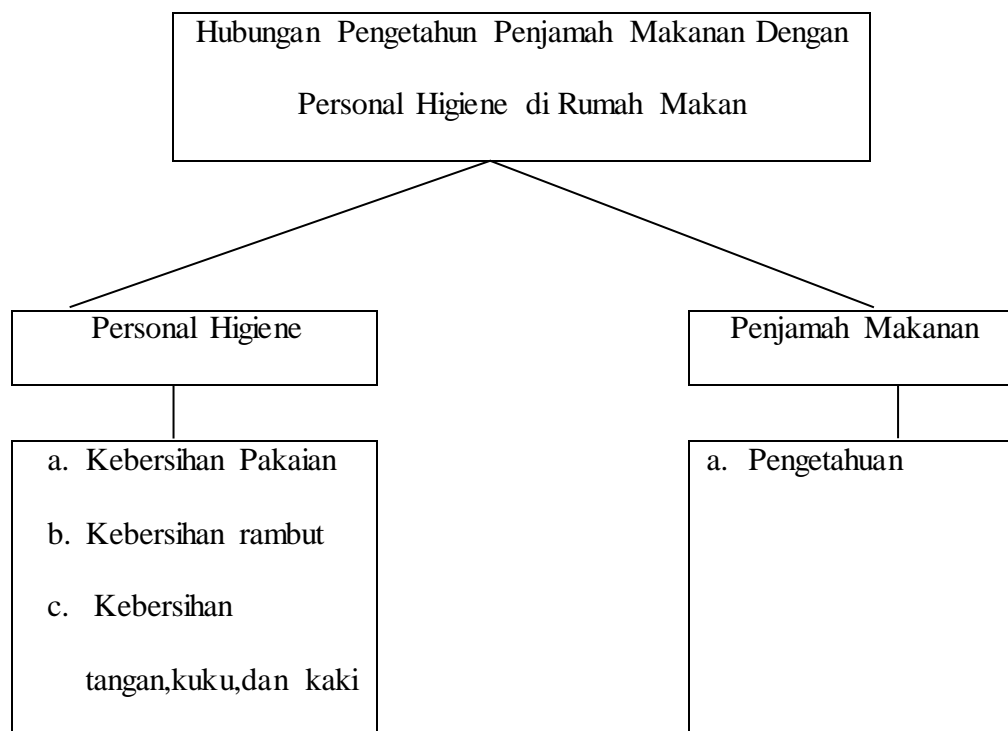 Hubungan Pengetahun Penjamah Makanan Dengan
Personal Higiene di Rumah Makan
Personal Higiene
Penjamah Makanan
a. Kebersihan Pakaian
b. Kebersihan rambut
c. Kebersihan
tangan,kuku,dan kaki
a. Pengetahuan